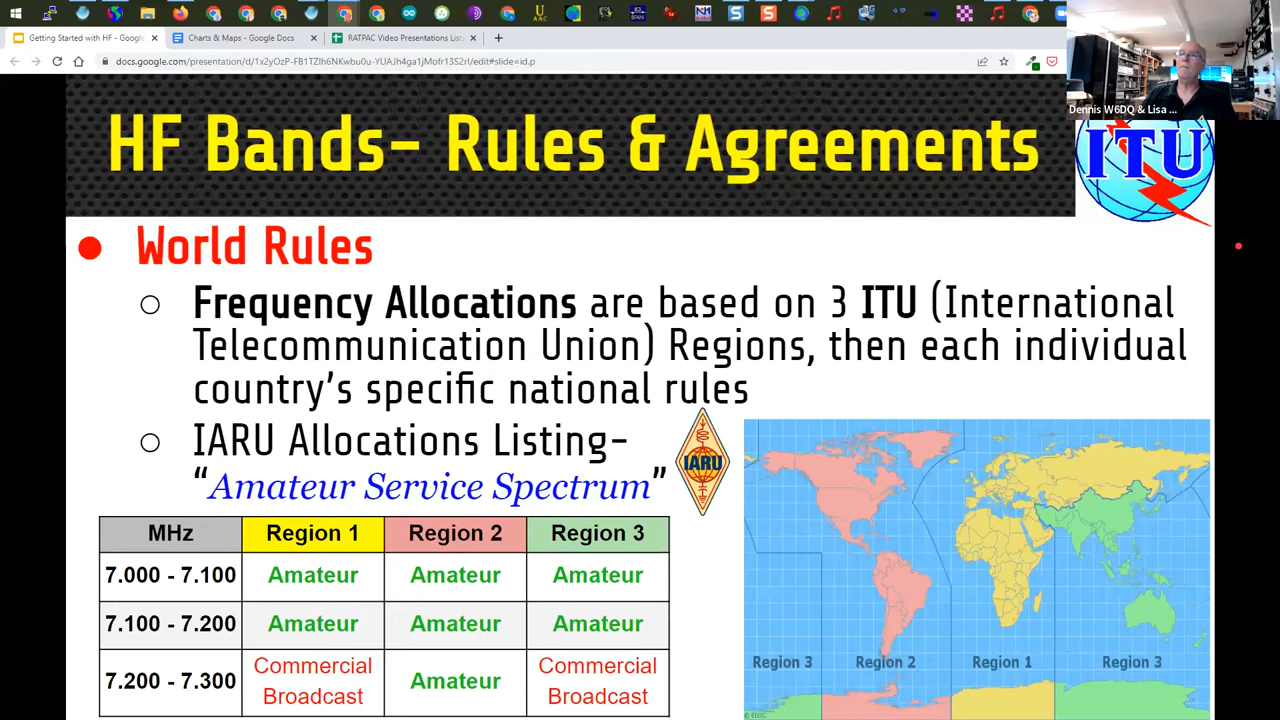 Getting Started with HF - Google
Charts & Maps - Google Docs
RATPAC Video Presentations List
docs.google.com/presentation/d/1x2yOzP-FB1TZlh6NKwbu0u-YUAJh4ga1jMofr13S2rI/edit#slide=id.p
Dennis W6DQ & Lisa ...
HF Bands– Rules & Agreements
ITU
● World Rules
○ Frequency Allocations are based on 3 ITU (International
Telecommunication Union) Regions, then each individual
country’s specific national rules
○ IARU Allocations Listing–
“Amateur Service Spectrum”
IARU
MHz Region 1 Region 2 Region 3
7.000 - 7.100 Amateur Amateur Amateur
7.100 - 7.200 Amateur Amateur Amateur
7.200 - 7.300 Commercial Broadcast Amateur Commercial Broadcast
Region 3 Region 2 Region 1 Region 3